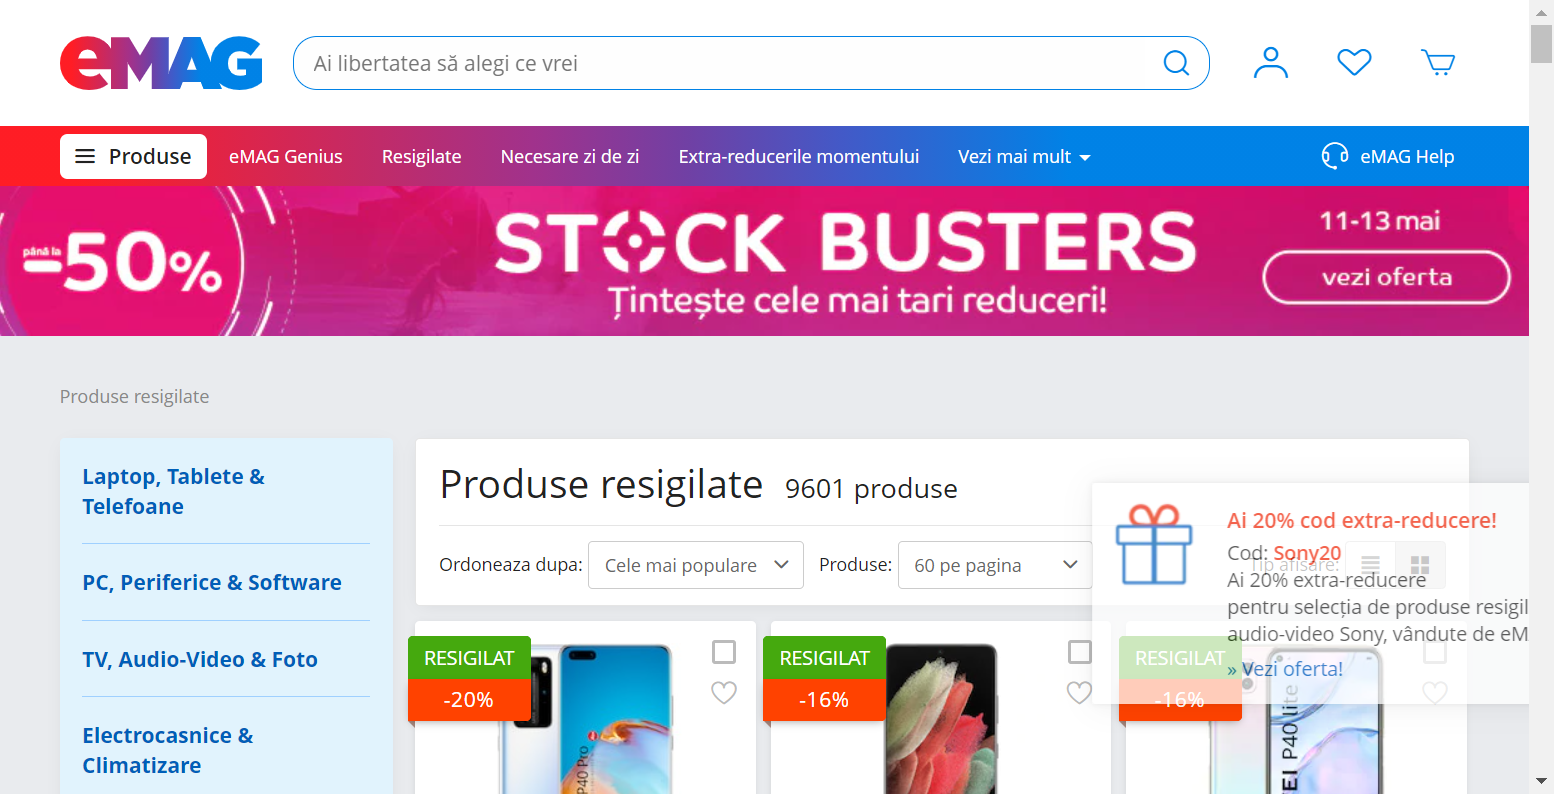 eMAG
Ai libertatea să alegi ce vrei
Produse
eMAG Genius
Resigilate
Necesare zi de zi
Extra-reducerile momentului
Vezi mai mult
eMAG Help
până la
-50%
STOCK BUSTERS
Țintește cele mai tari reduceri!
11-13 mai
vezi oferta
Produse resigilate
Laptop, Tablete &
Telefoane
PC, Periferice & Software
TV, Audio-Video & Foto
Electrocasnice &
Climatizare
Produse resigilate 9601 produse
Ordoneaza dupa: Cele mai populare
Produse: 60 pe pagina
Tip afisare:
Ai 20% cod extra-reducere!
Cod: Sony20
Ai 20% extra-reducere
pentru selecția de produse resigil
audio-video Sony, vândute de eM
» Vezi oferta!
RESIGILAT
-20%
P40 Pro
RESIGILAT
-16%
RESIGILAT
-16%
EI P40 lite